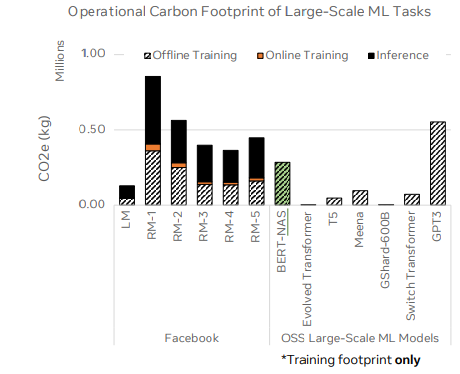 Operational Carbon Footprint of Large-Scale ML Tasks
Millions
1.00
Offline Training Online Training Inference
CO2e (kg)
0.50
0.00
LM
RM-1
RM-2
RM-3
RM-4
RM-5
BERT-NAS
Evolved Transformer
T5
Meena
GShard-600B
Switch Transformer
GPT3
Facebook
OSS Large-Scale ML Models
*Training footprint only